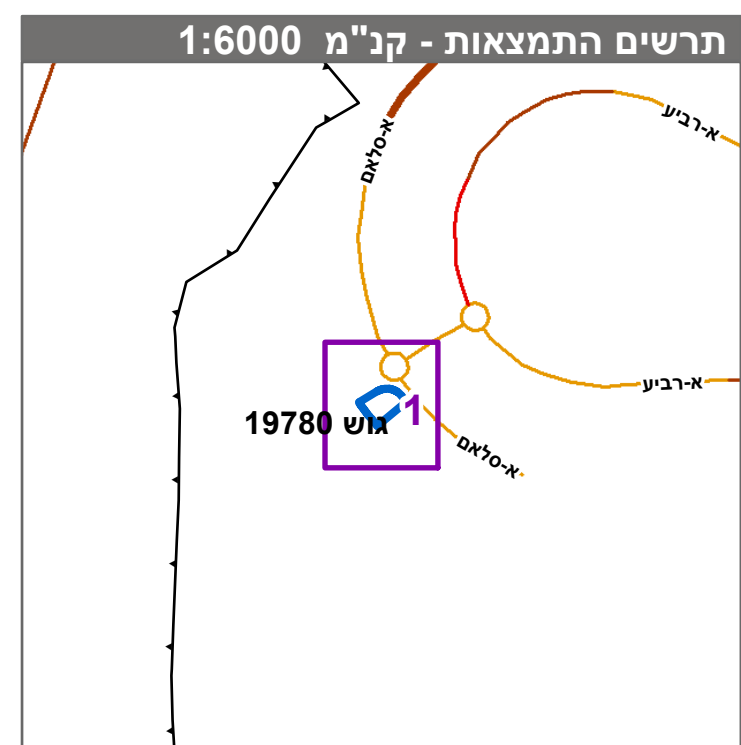 תרשים התמצאות - קנ"מ 1:6000
א-סלאם
א-רביע
א-רביע
1
גוש 19780
א-סלאם